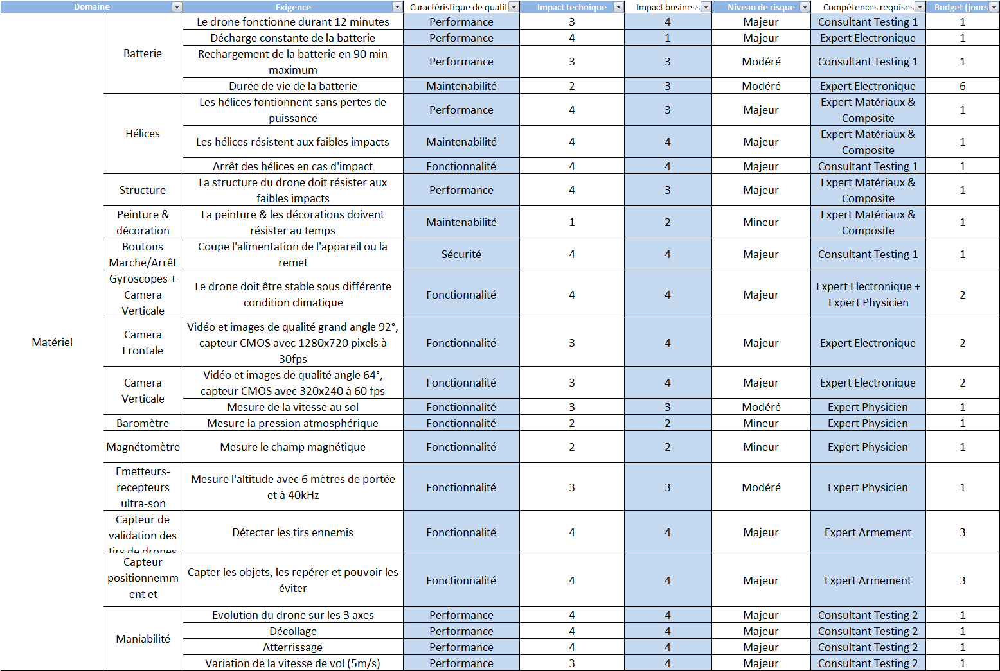 Domaine Exigence Caractéristique de qualit Impact technique Impact business Niveau de risque Compétences requises Budget (jours
Matériel
Batterie
Le drone fonctionne durant 12 minutes Performance 3 4 Majeur Consultant Testing 1 1
Décharge constante de la batterie Performance 4 1 Majeur Expert Electronique 1
Rechargement de la batterie en 90 min
maximum
Performance 3 3 Modéré Consultant Testing 1 1
Durée de vie de la batterie Maintenabilité 2 3 Modéré Expert Electronique 6
Hélices
Les hélices fontionnent sans pertes de
puissance
Performance 4 3 Majeur
Expert Matériaux &
Composite
1
Les hélices résistent aux faibles impacts Maintenabilité 4 4 Majeur
Expert Matériaux &
Composite
1
Arrêt des hélices en cas d'impact Fonctionnalité 4 4 Majeur Consultant Testing 1 1
Structure
La structure du drone doit résister aux
faibles impacts
Performance 4 3 Majeur
Expert Matériaux &
Composite
1
Peinture &
décoration
La peinture & les décorations doivent
résister au temps
Maintenabilité 1 2 Mineur
Expert Matériaux &
Composite
1
Boutons
Marche/Arrêt
Coupe l'alimentation de l'appareil ou la
remet
Sécurité 4 4 Majeur Consultant Testing 1 1
Gyroscopes +
Camera
Verticale
Le drone doit être stable sous différente
condition climatique
Fonctionnalité 4 4 Majeur
Expert Electronique +
Expert Physicien
2
Camera
Frontale
Vidéo et images de qualité grand angle 92°,
capteur CMOS avec 1280x720 pixels à
30fps
Fonctionnalité 3 4 Majeur Expert Electronique 2
Camera
Verticale
Vidéo et images de qualité angle 64°,
capteur CMOS avec 320x240 à 60 fps
Fonctionnalité 3 4 Majeur Expert Electronique 2
Mesure de la vitesse au sol Fonctionnalité 3 3 Modéré Expert Physicien 1
Baromètre Mesure la pression atmosphérique Fonctionnalité 2 2 Mineur Expert Physicien 1
Magnétomètre Mesure le champ magnétique Fonctionnalité 2 2 Mineur Expert Physicien 1
Emetteurs-
recepteurs
ultra-son
Mesure l'altitude avec 6 mètres de portée
et à 40kHz
Fonctionnalité 3 3 Modéré Expert Physicien 1
Capteur de
validation des
tirs de drones
Détecter les tirs ennemis Fonctionnalité 4 4 Majeur Expert Armement 3
Capteur
positionnemm
ent et
Capter les objets, les repérer et pouvoir les
éviter
Fonctionnalité 4 4 Majeur Expert Armement 3
Maniabilité
Evolution du drone sur les 3 axes Performance 4 4 Majeur Consultant Testing 2 1
Décollage Performance 4 4 Majeur Consultant Testing 2 1
Atterrissage Performance 4 4 Majeur Consultant Testing 2 1
Variation de la vitesse de vol (5m/s) Performance 3 4 Majeur Consultant Testing 2 1